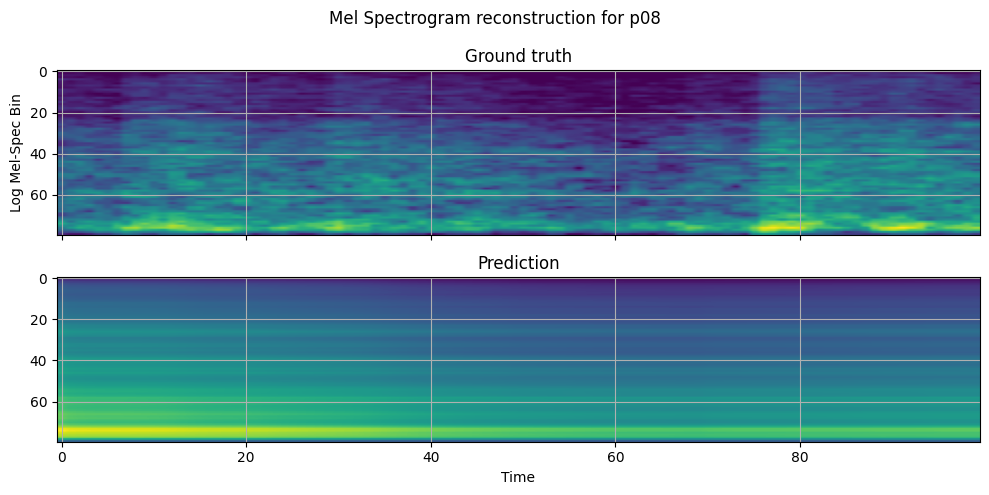 Mel Spectrogram reconstruction for p08
Ground truth
Log Mel-Spec Bin
0
20
40
60
Prediction
0
20
40
60
0 20 40 60 80
Time